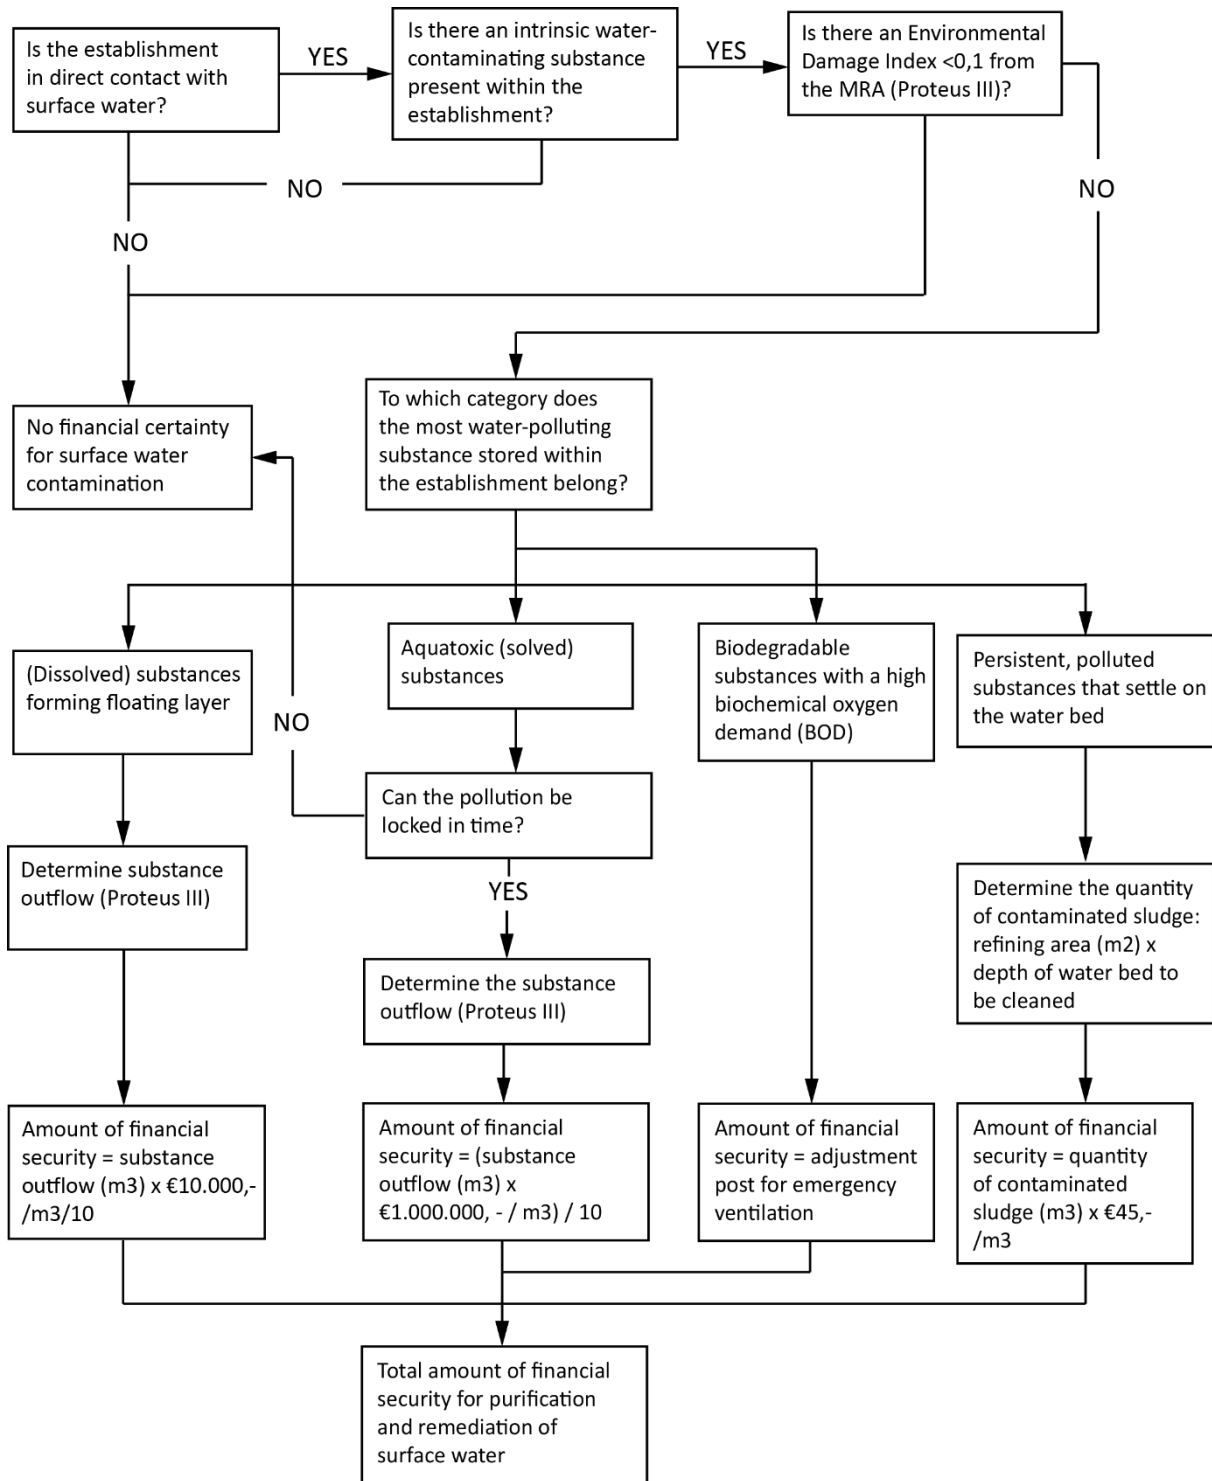 Is the establishment
in direct contact with
surface water?
YES
Is there an intrinsic water-
contaminating substance
present within the
establishment?
YES
Is there an Environmental
Damage Index <0,1 from
the MRA (Proteus III)?
NO
NO
NO
No financial certainty
for surface water
contamination
To which category does
the most water-polluting
substance stored within
the establishment belong?
(Dissolved) substances
forming floating layer
NO
Aquatoxic (solved)
substances
Biodegradable
substances with a high
biochemical oxygen
demand (BOD)
Persistent, polluted
substances that settle on
the water bed
Can the pollution be
locked in time?
YES
Determine substance
outflow (Proteus III)
Determine the substance
outflow (Proteus III)
Determine the quantity
of contaminated sludge:
refining area (m2) x
depth of water bed to
be cleaned
Amount of financial
security = substance
outflow (m3) x €10.000,-
/m3/10
Amount of financial
security = (substance
outflow (m3) x
€1.000.000, - / m3) / 10
Amount of financial
security = adjustment
post for emergency
ventilation
Amount of financial
security = quantity
of contaminated
sludge (m3) x €45,-
/m3
Total amount of financial
security for purification
and remediation of
surface water